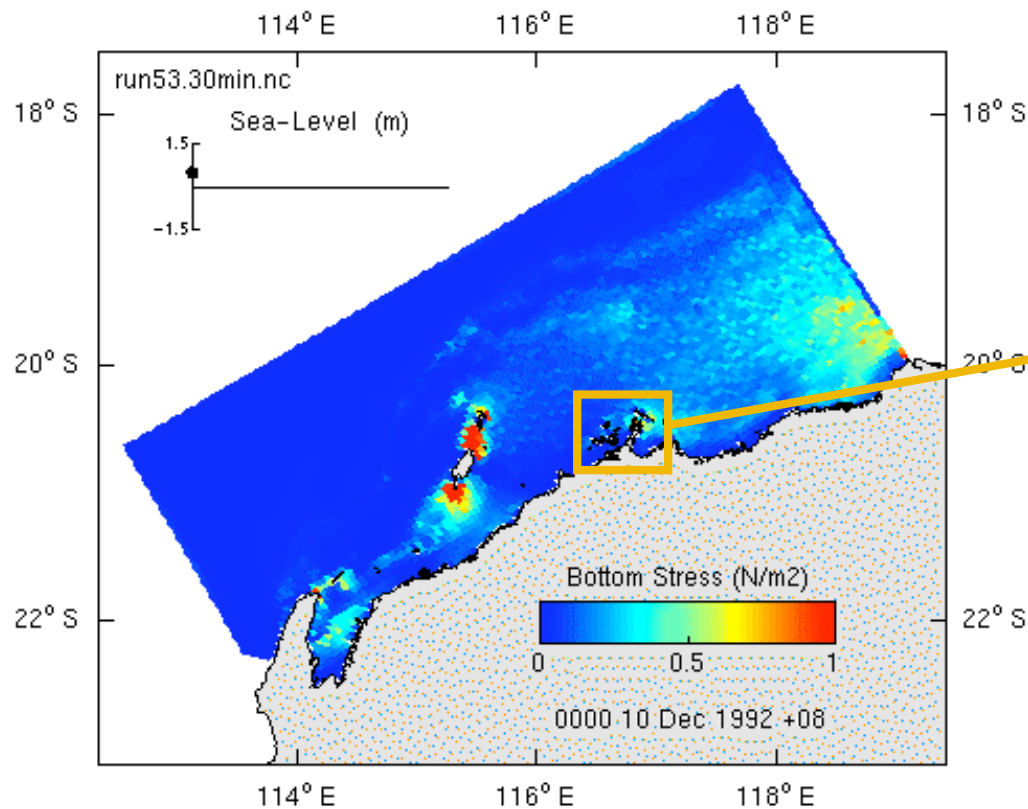 114° E 116° E 118° E
run53.30min.nc
18° S 18° S
Sea-Level (m)
1.5
-1.5
20° S 20° S
Bottom Stress (N/m2)
22° S 22° S
0 0.5 1
0000 10 Dec 1992 +08
114° E 116° E 118° E